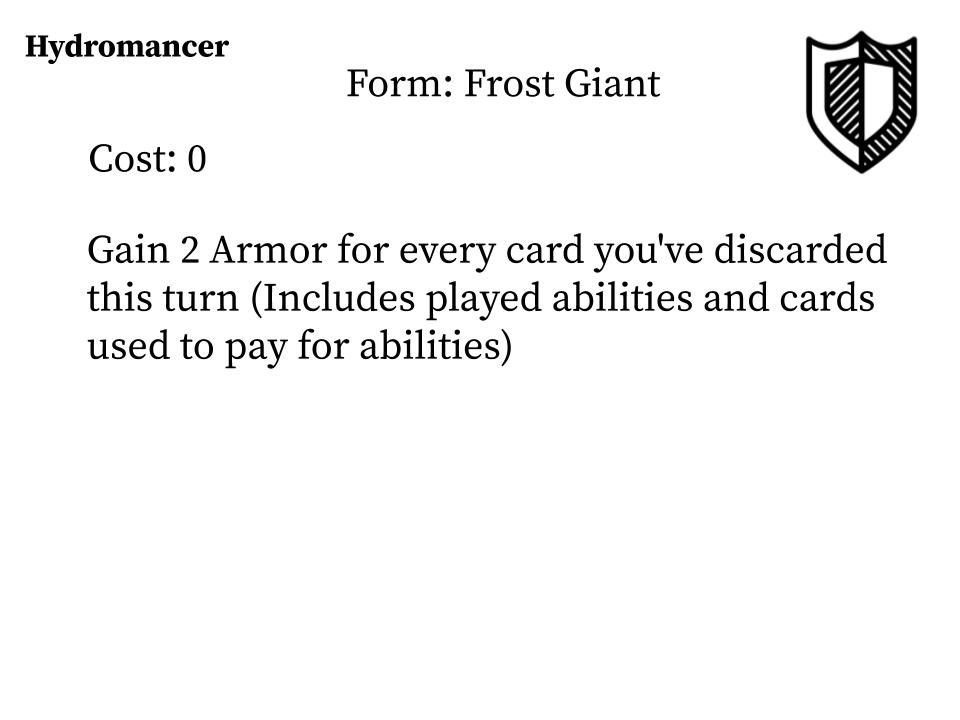 Hydromancer
Form: Frost Giant
Cost: 0
Gain 2 Armor for every card you've discarded
this turn (Includes played abilities and cards
used to pay for abilities)